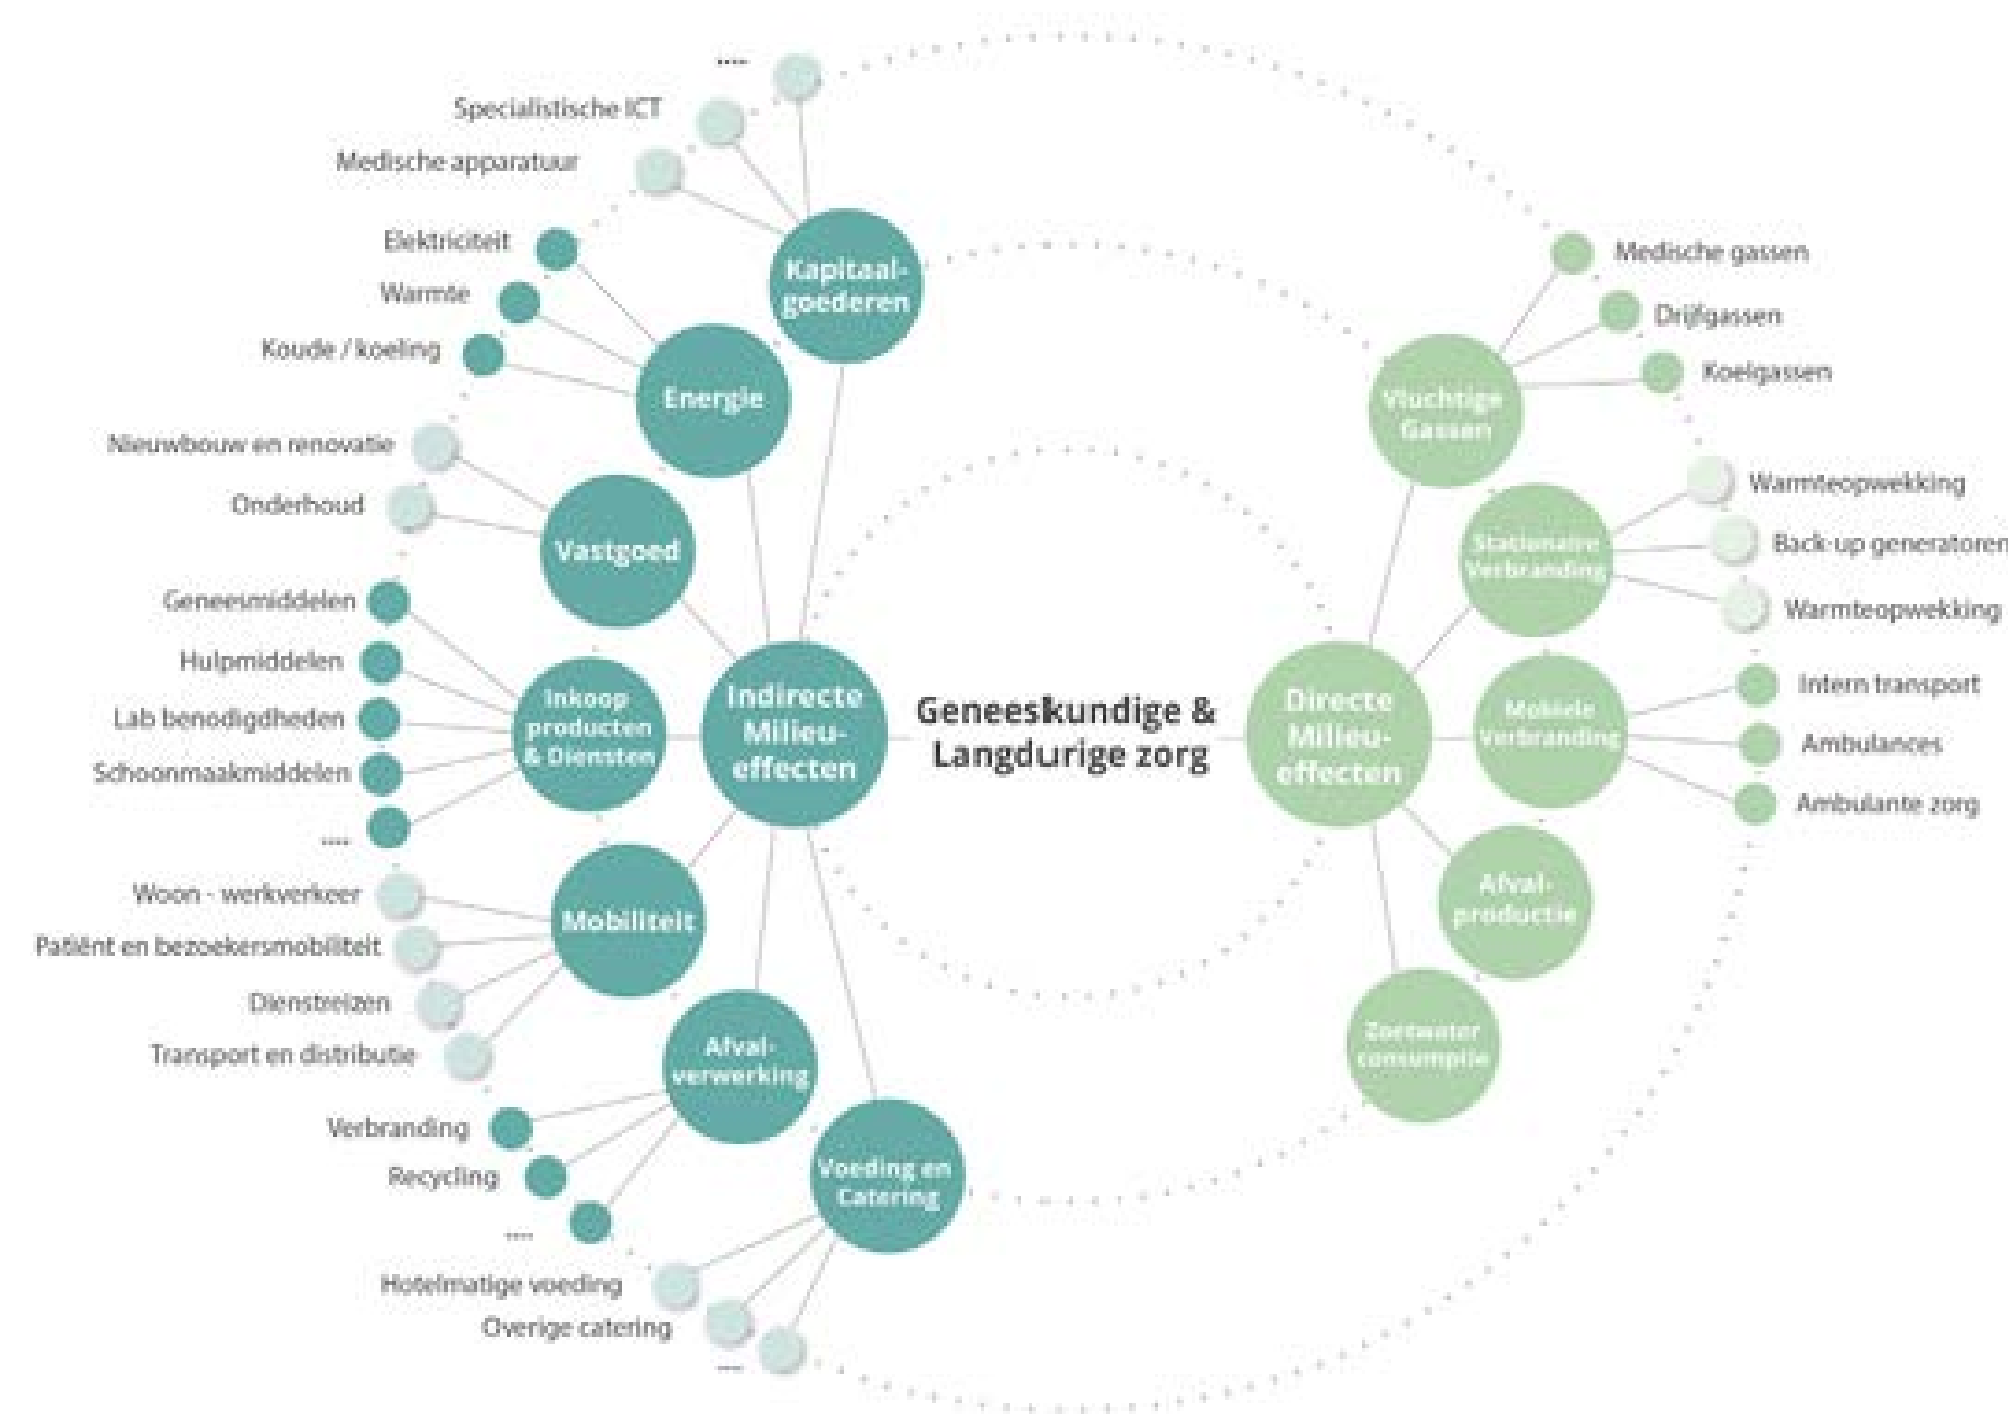 ....
Specialistische ICT
Medische apparatuur
Elektriciteit
Warmte
Koude / koeling
Nieuwbouw en renovatie
Onderhoud
Geneesmiddelen
Hulpmiddelen
Lab benodigdheden
Schoonmaakmiddelen
....
Woon - werkverkeer
Patiënt en bezoekersmobiliteit
Dienstreizen
Transport en distributie
Verbranding
Recycling
....
Hotelmatige voeding
Overige catering
....
Kapitaal-
goederen
Energie
Vastgoed
Inkoop
producten
& Diensten
Mobiliteit
Afval-
verwerking
Voeding en
Catering
Indirecte
Milieu-
effecten
Geneeskundige &
Langdurige zorg
Directe
Milieu-
effecten
Vluchtige
Gassen
Stationaire
Verbranding
Mobiele
Verbranding
Afval-
productie
Zoetwater
consumptie
Medische gassen
Drijfgassen
Koelgassen
Warmteopwekking
Back-up generatoren
Warmteopwekking
Intern transport
Ambulances
Ambulante zorg